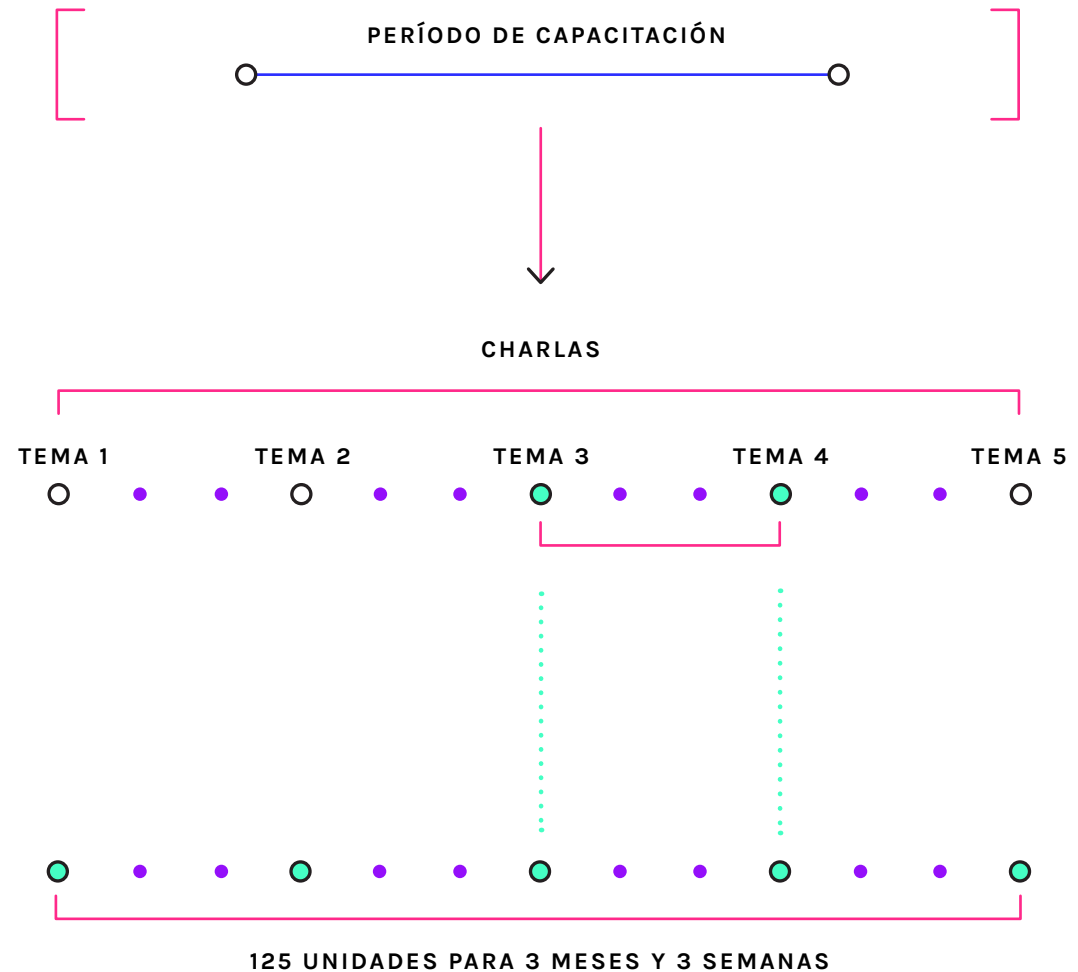 PERÍODO DE CAPACITACIÓN
CHARLAS
TEMA 1 TEMA 2 TEMA 3 TEMA 4 TEMA 5
125 UNIDADES PARA 3 MESES Y 3 SEMANAS